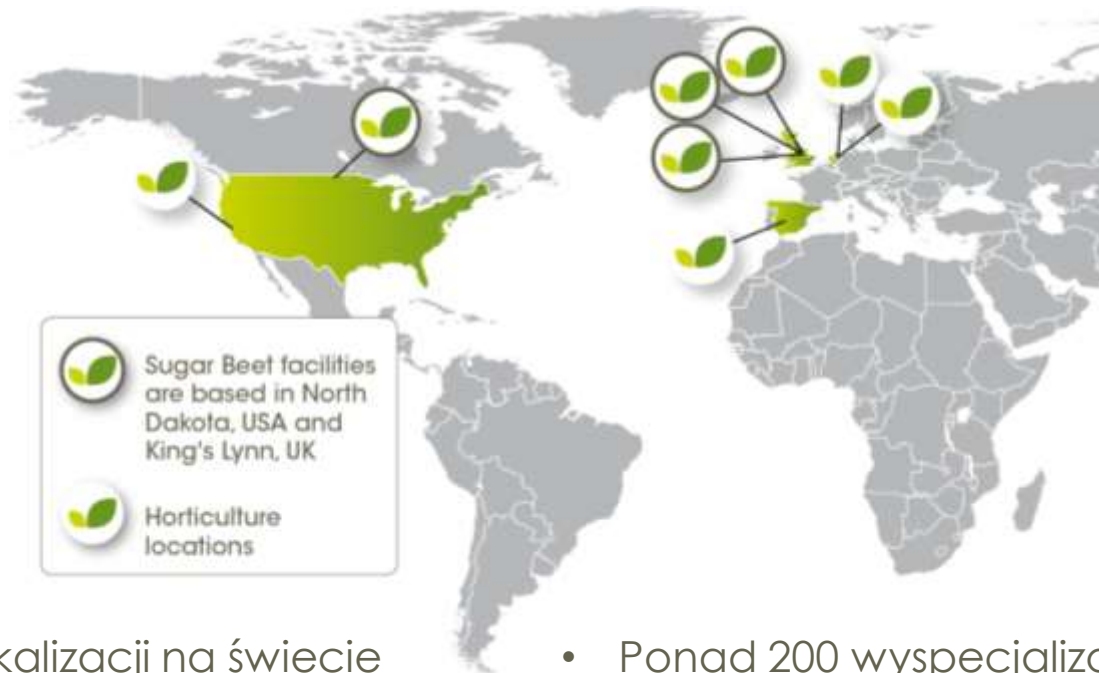 Sugar Beet facilities
are based in North
Dakota, USA and
King's Lynn, UK
Horticulture
locations
kalizacji na świecie
• Ponad 200 wyspecjaliz